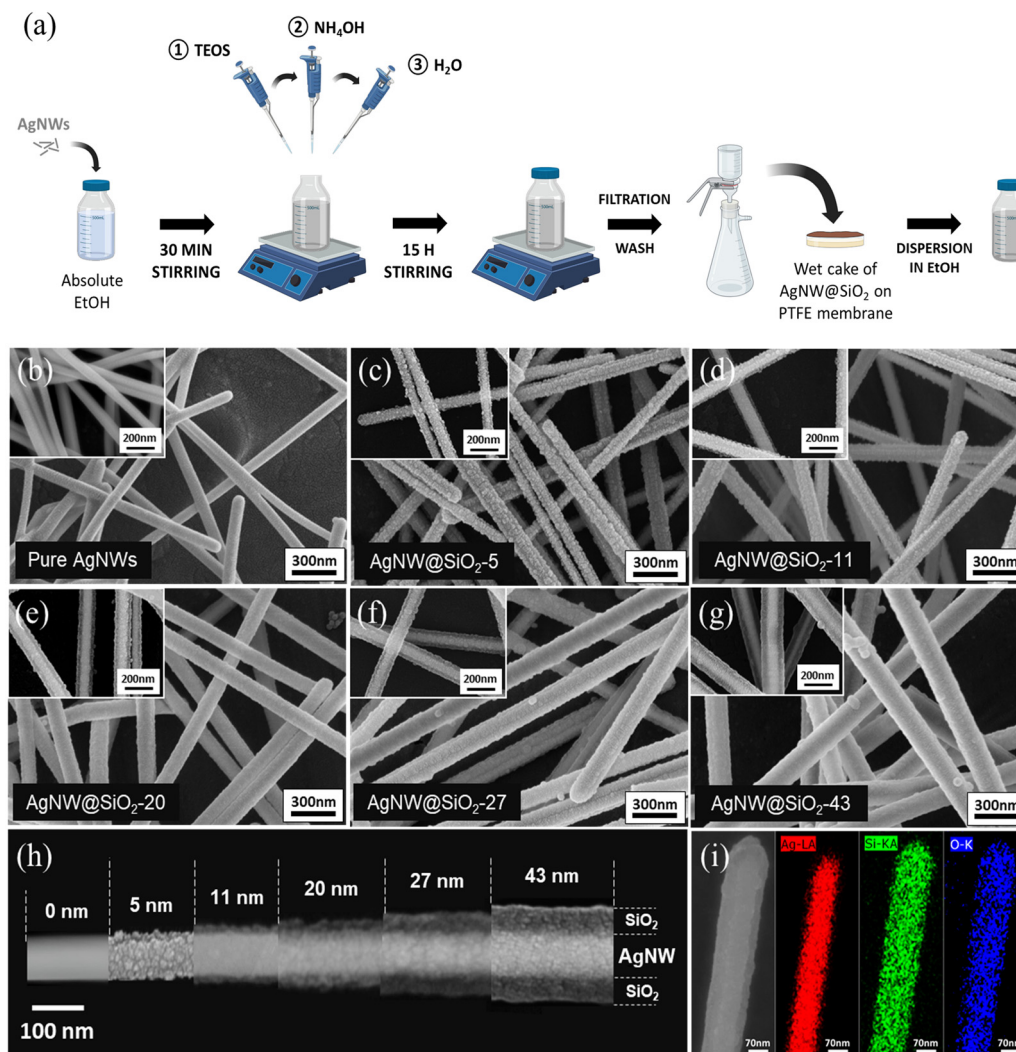 (a)
① TEOS
② NH₄OH
③ H₂O
AgNWs
Absolute
EtOH
30 MIN
STIRRING
15 H
STIRRING
FILTRATION
WASH
Wet cake of
AgNW@SiO₂ on
PTFE membrane
DISPERSION
IN EtOH
(b)
200nm
Pure AgNWs
300nm
(c)
200nm
AgNW@SiO₂-5
300nm
(d)
200nm
AgNW@SiO₂-11
300nm
(e)
200nm
AgNW@SiO₂-20
300nm
(f)
200nm
AgNW@SiO₂-27
300nm
(g)
200nm
AgNW@SiO₂-43
300nm
(h)
0 nm
5 nm
11 nm
20 nm
27 nm
43 nm
SiO₂
AgNW
SiO₂
100 nm
(i)
Ag-LA
Si-KA
O-K
70nm
70nm
70nm
70nm